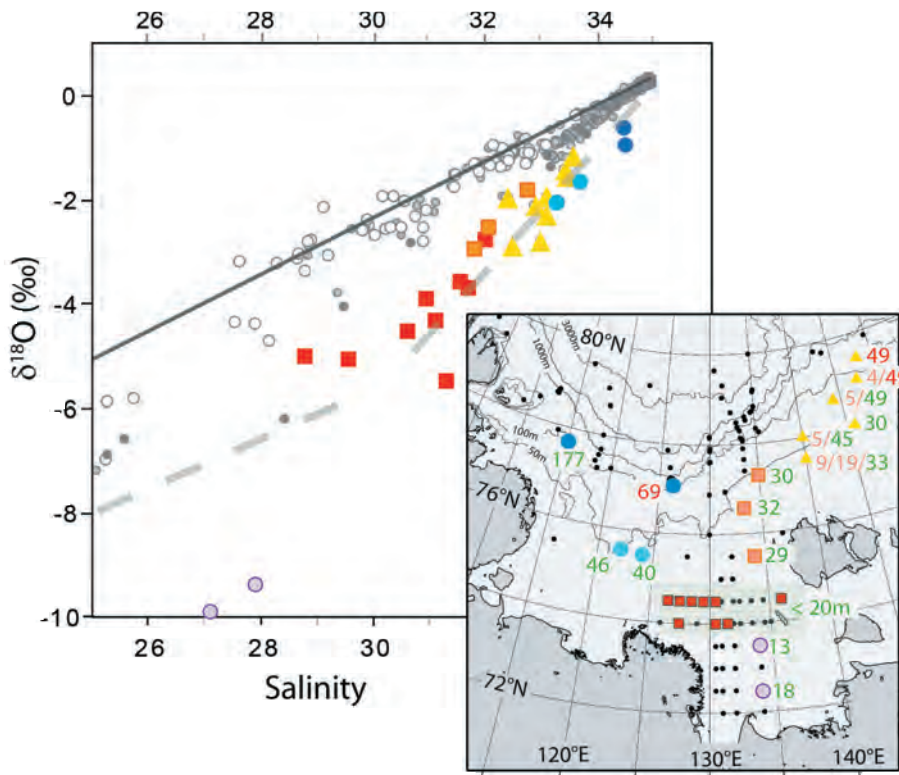 26 28 30 32 34
0
-2
-4
-6
-8
-10
δ18O (‰)
26 28 30
Salinity
80°N
3000m
1000m
100m
50m
76°N
72°N
49
4/49
5/49
30
5/45
9/19/33
177
69
30
32
46
40
29
< 20m
13
18
120°E 130°E 140°E